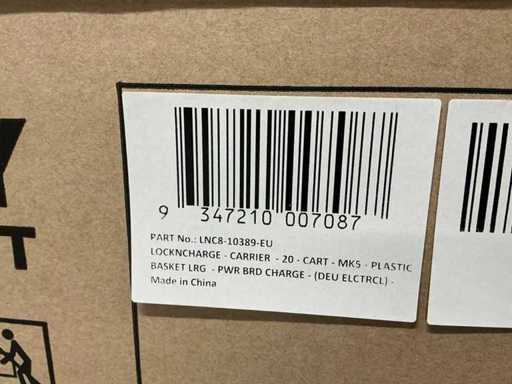 9 347210 007087
PART No.: LNC8-10389-EU
LOCKNCHARGE - CARRIER - 20 - CART - MK5 - PLASTIC
BASKET LRG - PWR BRD CHARGE - (DEU ELCTRCL) -
Made in China